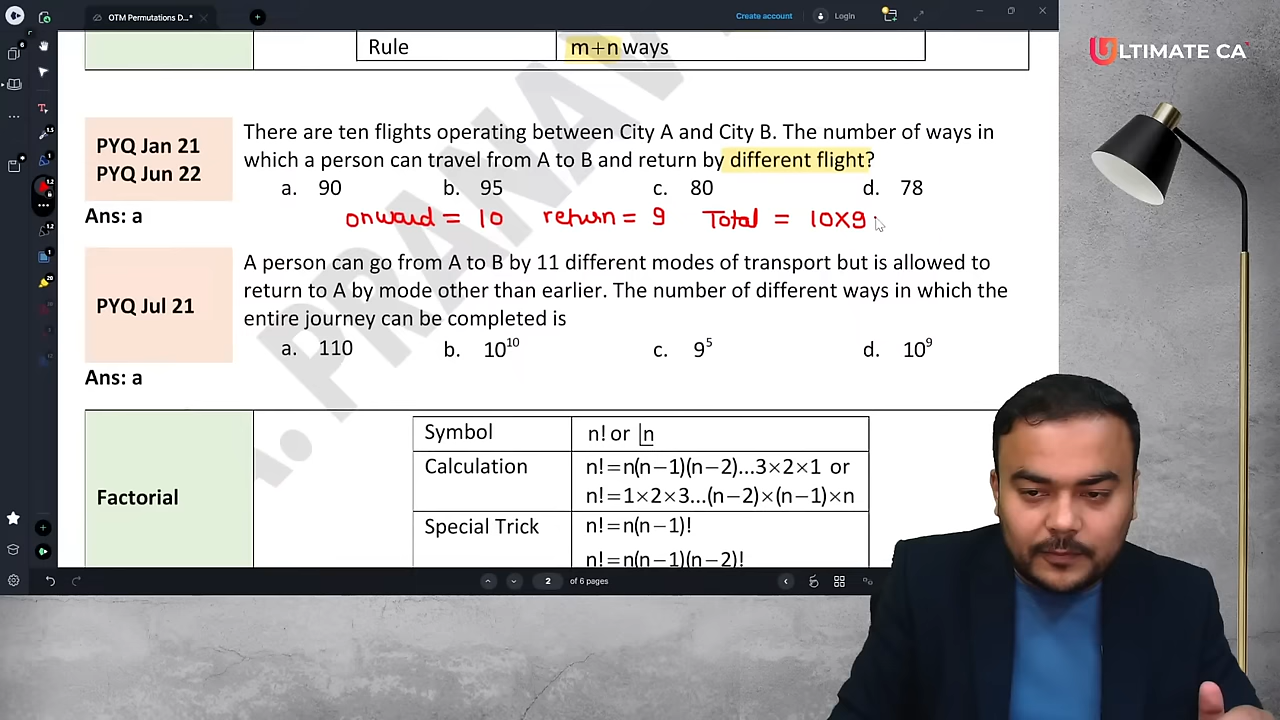 OTM Permutations D...*
Create account
Login
ULTIMATE CA
Rule
m+n ways
PYQ Jan 21
PYQ Jun 22
There are ten flights operating between City A and City B. The number of ways in
which a person can travel from A to B and return by different flight?
a. 90 b. 95 c. 80 d. 78
Ans: a
onward = 10 return = 9 Total = 10×9
PYQ Jul 21
A person can go from A to B by 11 different modes of transport but is allowed to
return to A by mode other than earlier. The number of different ways in which the
entire journey can be completed is
a. 110 b. 10¹⁰ c. 9⁵ d. 10⁹
Ans: a
Factorial
Symbol
n! or |n
Calculation
n!=n(n−1)(n−2)...3×2×1 or
n!=1×2×3...(n−2)×(n−1)×n
Special Trick
n!=n(n−1)!
n!=n(n−1)(n−2)!
2 of 6 pages